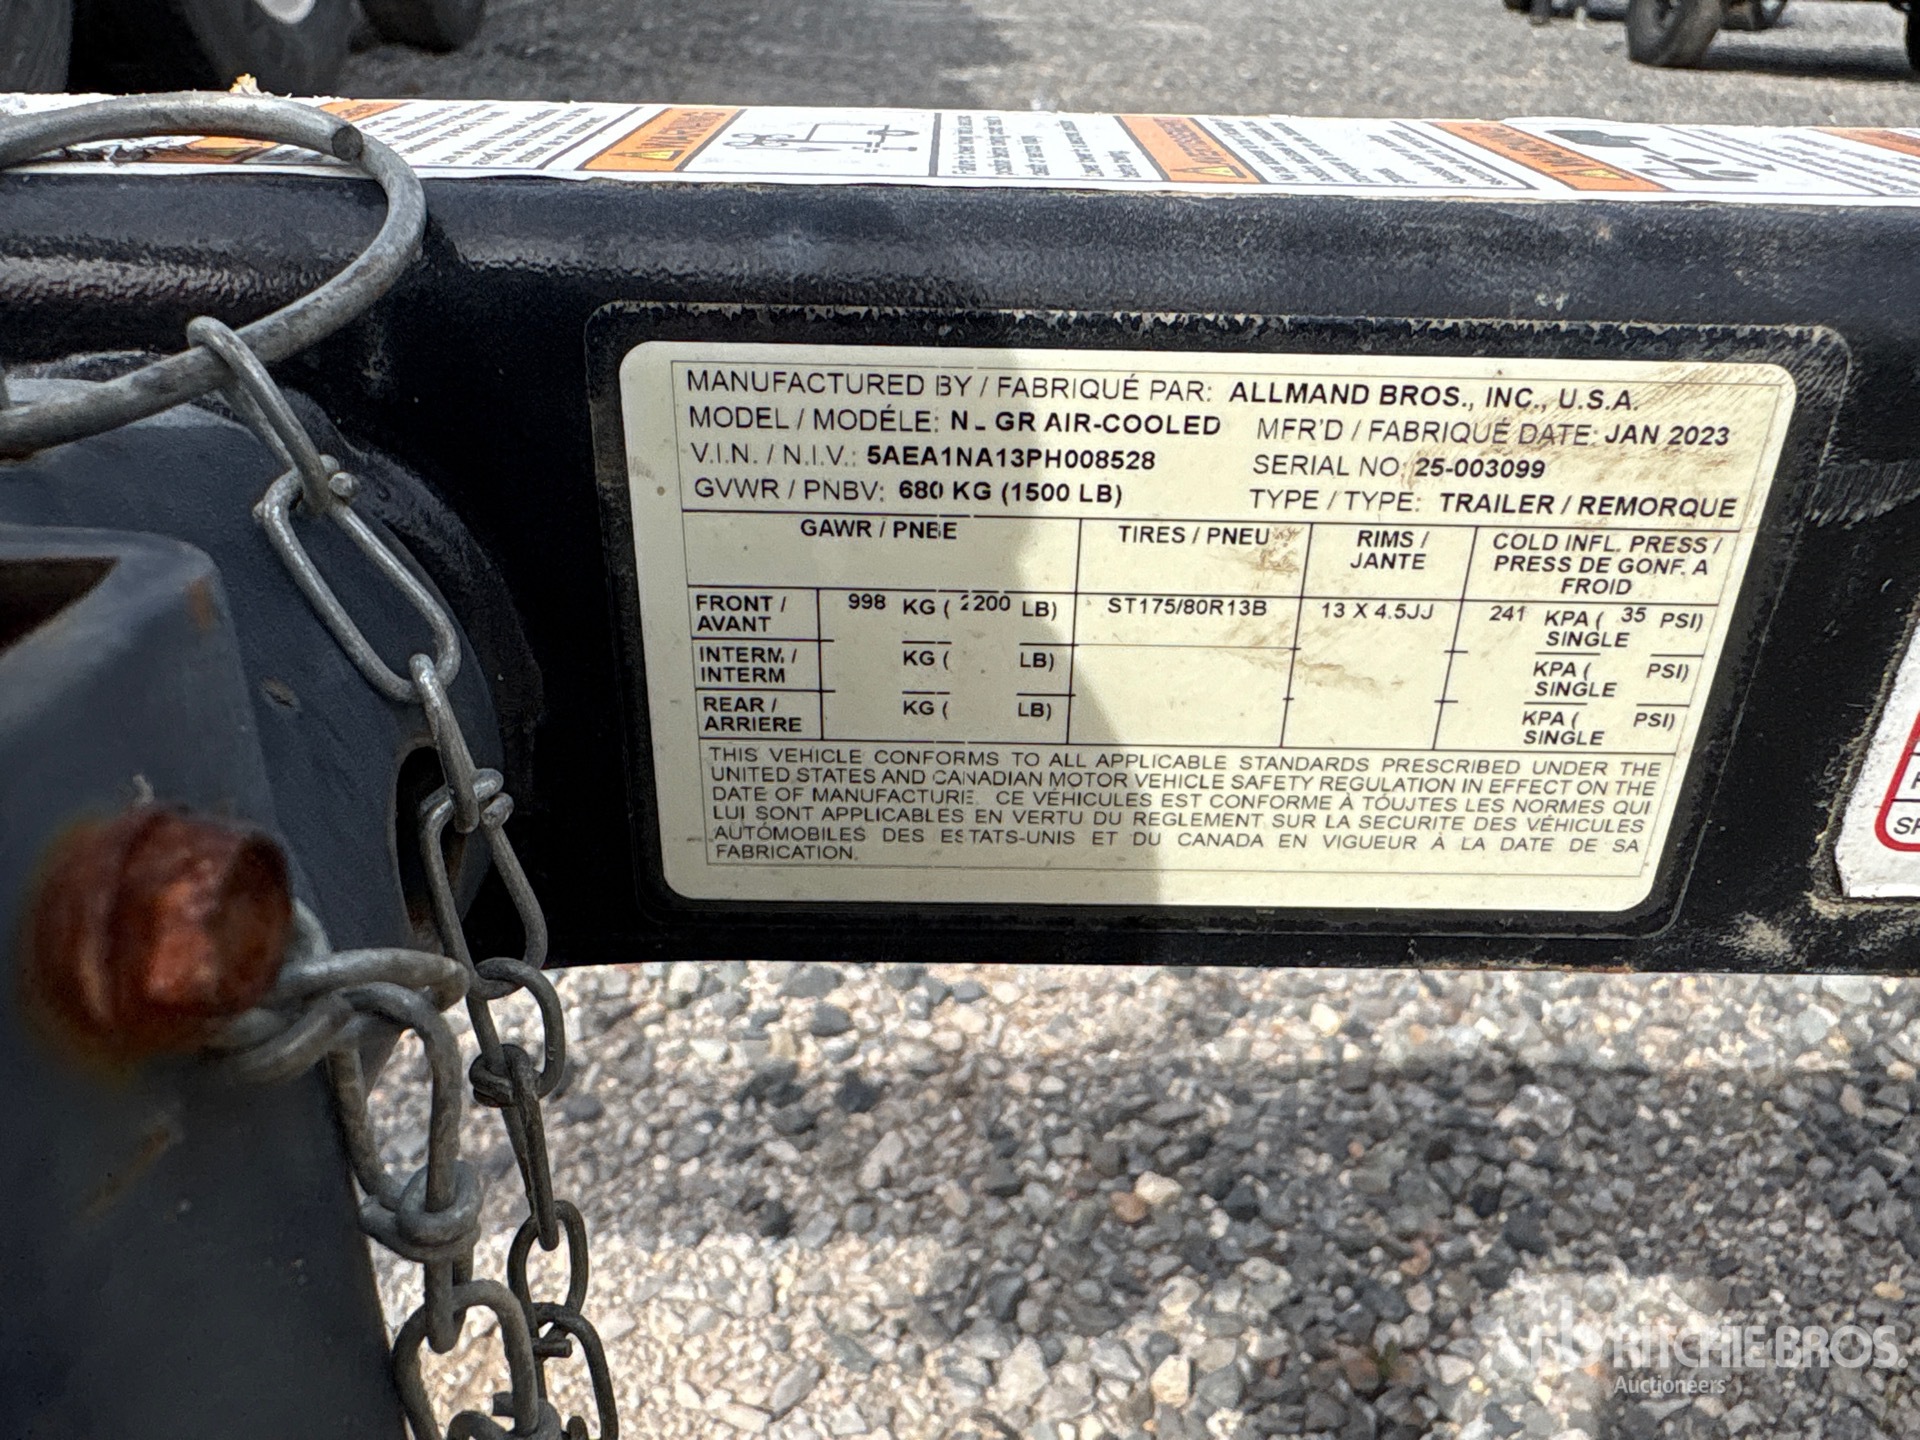 WARNING
MANUFACTURED BY / FABRIQUÉ PAR: ALLMAND BROS., INC., U.S.A.
MODEL / MODÉLE: N_ GR AIR-COOLED MFR'D / FABRIQUÉ DATE: JAN 2023
V.I.N. / N.I.V.: 5AEA1NA13PH008528 SERIAL NO: 25-003099
GVWR / PNBV: 680 KG (1500 LB) TYPE / TYPE: TRAILER / REMORQUE
GAWR / PNBE TIRES / PNEU RIMS / JANTE COLD INFL. PRESS / PRESS DE GONF. A FROID
FRONT / AVANT 998 KG ( 2200 LB) ST175/80R13B 13 X 4.5JJ 241 KPA ( 35 PSI) SINGLE
INTERM. / INTERM KG ( LB) KPA ( PSI) SINGLE
REAR / ARRIERE KG ( LB) KPA ( PSI) SINGLE
THIS VEHICLE CONFORMS TO ALL APPLICABLE STANDARDS PRESCRIBED UNDER THE
UNITED STATES AND CANADIAN MOTOR VEHICLE SAFETY REGULATION IN EFFECT ON THE
DATE OF MANUFACTURE. CE VÉHICULES EST CONFORME À TOUJTES LES NORMES QUI
LUI SONT APPLICABLES EN VERTU DU REGLEMENT SUR LA SECURITE DES VÉHICULES
AUTÓMOBILES DES ESTATS-UNIS ET DU CANADA EN VIGUEUR À LA DATE DE SA
FABRICATION.
RITCHIE BROS.
Auctioneers